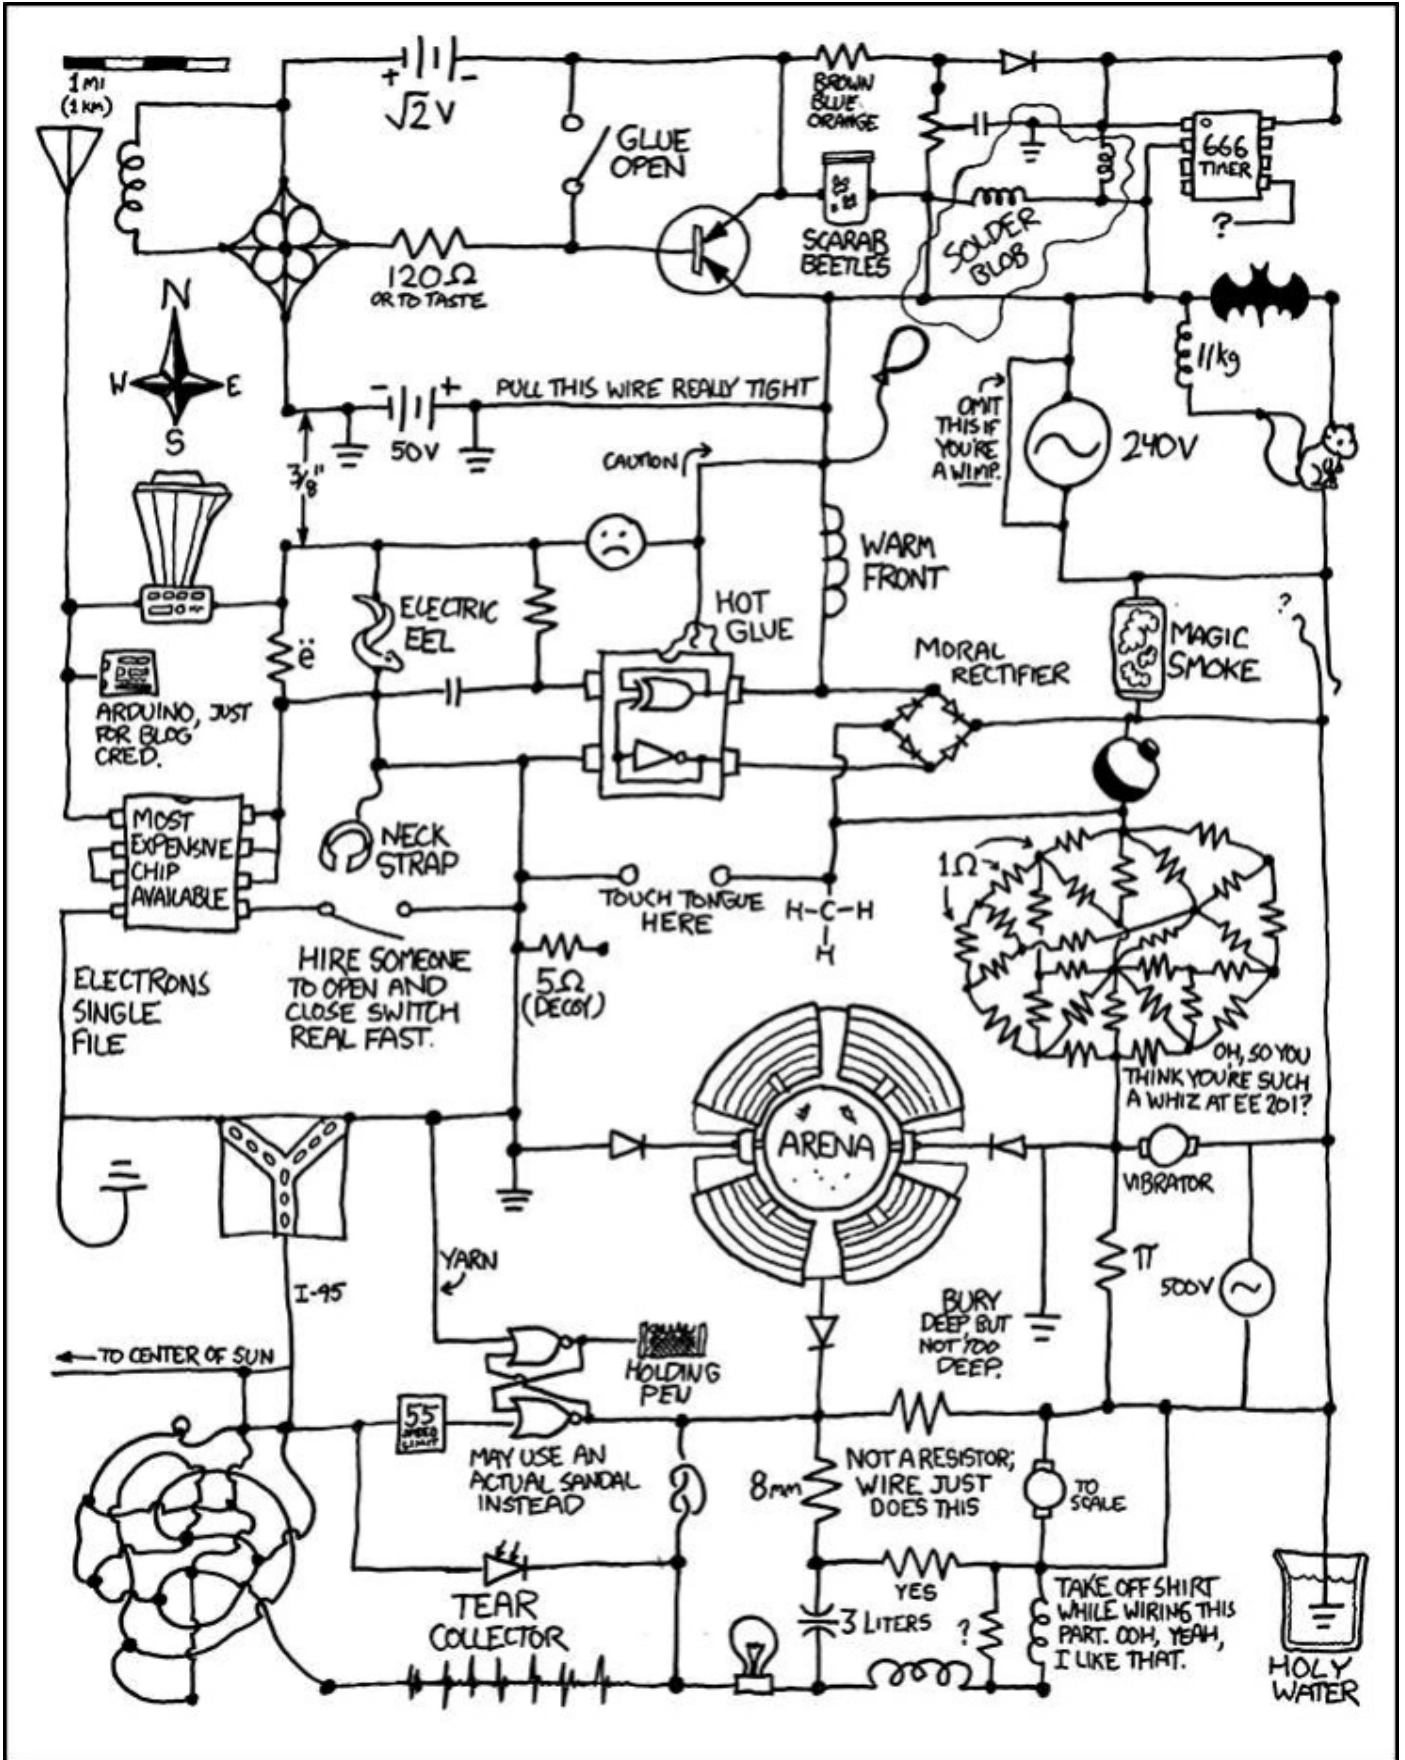 1 MI
(1 KM)
+
-
√2 V
GLUE
OPEN
BROWN
BLUE
ORANGE
666
TIMER
?
SCARAB
BEETLES
SOLDER
BLOB
120Ω
OR TO TASTE
N
W
E
S
-
+
50V
PULL THIS WIRE REALLY TIGHT
3/8"
CAUTION
OMIT
THIS IF
YOU'RE
A WIMP.
240V
11kg
2kg
WARM
FRONT
ELECTRIC
EEL
HOT
GLUE
ë
?
MAGIC
SMOKE
MORAL
RECTIFIER
ARDUINO, JUST
FOR BLOG
CRED.
MOST
EXPENSIVE
CHIP
AVAILABLE
NECK
STRAP
TOUCH TONGUE
HERE
H-C-H
H
1Ω
HIRE SOMEONE
TO OPEN AND
CLOSE SWITCH
REAL FAST.
5Ω
(DECOY)
ELECTRONS
SINGLE
FILE
OH, SO YOU
THINK YOU'RE SUCH
A WHIZ AT EE 201?
ARENA
VIBRATOR
π
500V
YARN
I-95
BURY
DEEP, BUT
NOT TOO
DEEP.
TO CENTER OF SUN
HOLDING
PEN
55
SPEED
LIMIT
MAY USE AN
ACTUAL SANDAL
INSTEAD
NOT A RESISTOR;
WIRE JUST
DOES THIS
8mm
TO
SCALE
YES
TEAR
COLLECTOR
3 LITERS
?
TAKE OFF SHIRT
WHILE WIRING THIS
PART. OOH, YEAH,
I LIKE THAT.
HOLY
WATER